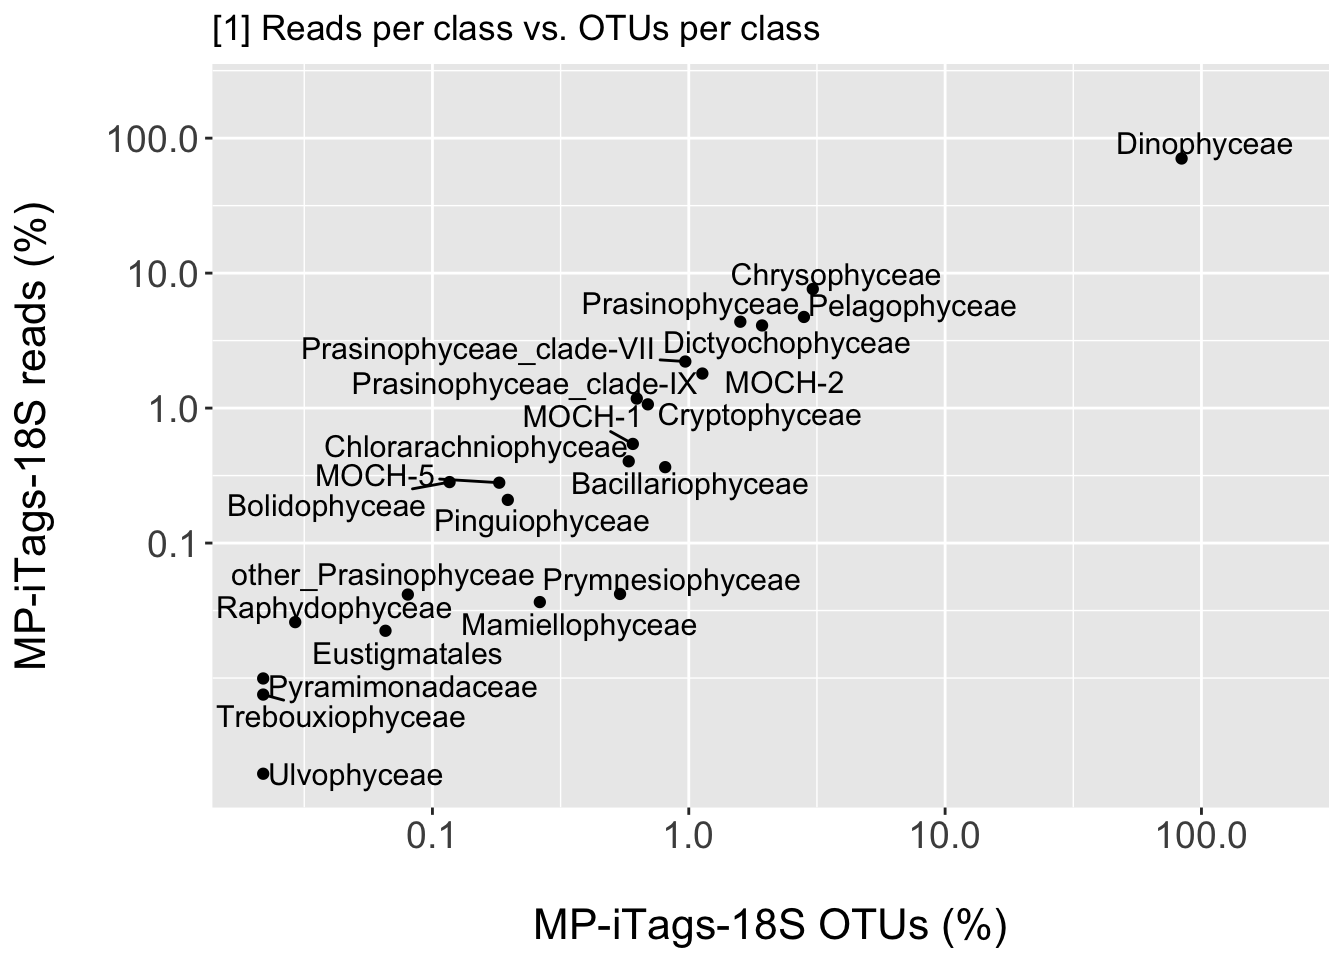 [1] Reads per class vs. OTUs per class
MP-iTags-18S reads (%)
100.0
10.0
1.0
0.1
Dinophyceae
Chrysophyceae
Prasinophyceae
Pelagophyceae
Dictyochophyceae
Prasinophyceae_clade-VII
Prasinophyceae_clade-IX
MOCH-2
MOCH-1
Cryptophyceae
Chlorarachniophyceae
MOCH-5
Bacillariophyceae
Bolidophyceae
Pinguiophyceae
other_Prasinophyceae
Prymnesiophyceae
Raphydophyceae
Mamiellophyceae
Eustigmatales
Pyramimonadaceae
Trebouxiophyceae
Ulvophyceae
0.1
1.0
10.0
100.0
MP-iTags-18S OTUs (%)